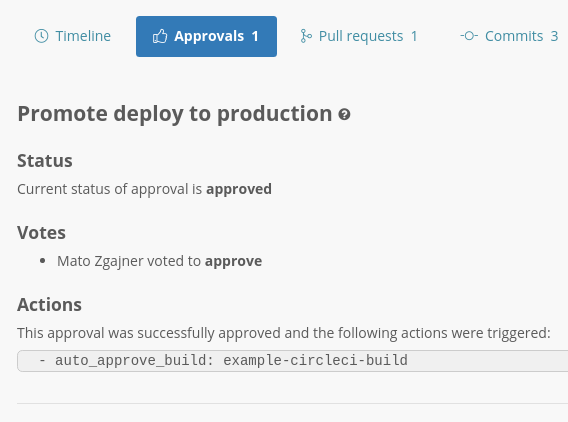 Timeline Approvals 1 Pull requests 1 Commits 3
Promote deploy to production
Status
Current status of approval is approved
Votes
• Mato Zgajner voted to approve
Actions
This approval was successfully approved and the following actions were triggered:
- auto_approve_build: example-circleci-build